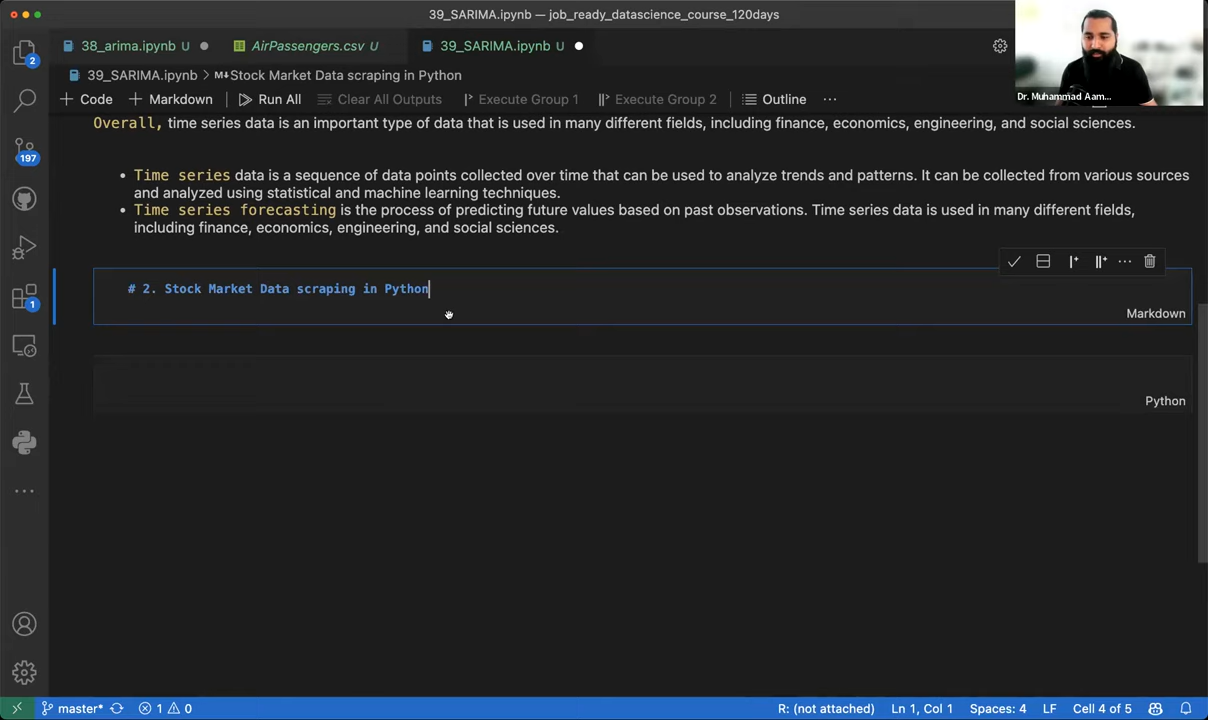 39_SARIMA.ipynb — job_ready_datascience_course_120days
38_arima.ipynb U
AirPassengers.csv U
39_SARIMA.ipynb U
39_SARIMA.ipynb > M↓ Stock Market Data scraping in Python
+ Code + Markdown Run All Clear All Outputs Execute Group 1 Execute Group 2 Outline ...
Dr. Muhammad Aam...
Overall, time series data is an important type of data that is used in many different fields, including finance, economics, engineering, and social sciences.
• Time series data is a sequence of data points collected over time that can be used to analyze trends and patterns. It can be collected from various sources
and analyzed using statistical and machine learning techniques.
• Time series forecasting is the process of predicting future values based on past observations. Time series data is used in many different fields,
including finance, economics, engineering, and social sciences.
# 2. Stock Market Data scraping in Python
Markdown
Python
2
197
1
master* 1 0 R: (not attached) Ln 1, Col 1 Spaces: 4 LF Cell 4 of 5